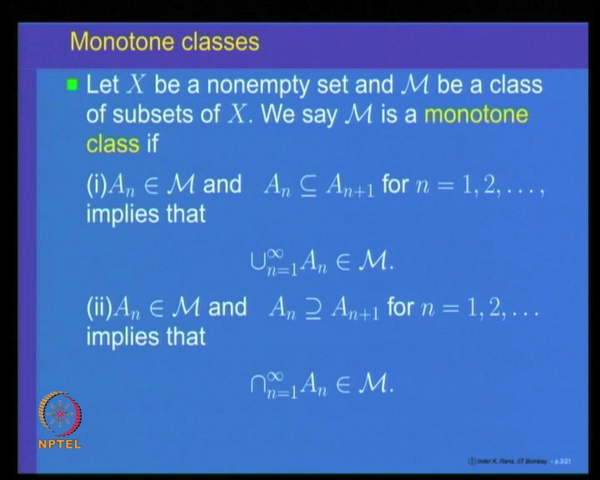 Monotone classes
Let X be a nonempty set and ℳ be a class
of subsets of X. We say ℳ is a monotone
class if
(i)Aₙ ∈ ℳ and Aₙ ⊆ Aₙ₊₁ for n = 1, 2, . . . ,
implies that
∪_{n=1}^∞ Aₙ ∈ ℳ.
(ii)Aₙ ∈ ℳ and Aₙ ⊇ Aₙ₊₁ for n = 1, 2, . . .
implies that
∩_{n=1}^∞ Aₙ ∈ ℳ.
NPTEL
©Inder K. Rana, IIT Bombay – p.3/21